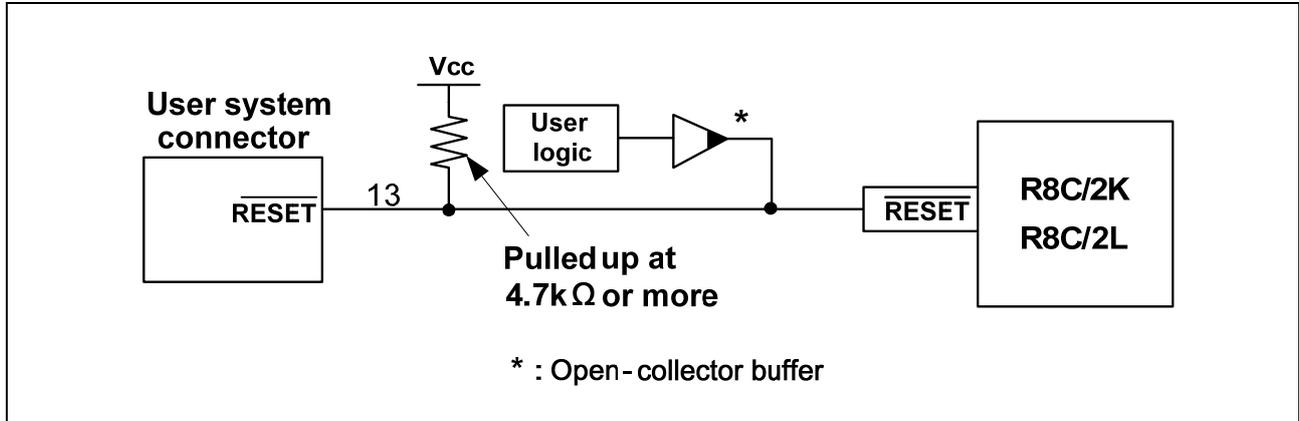 Vcc
User system
connector
User
logic
*
RESET
13
RESET
R8C/2K
R8C/2L
Pulled up at
4.7kΩ or more
* : Open-collector buffer